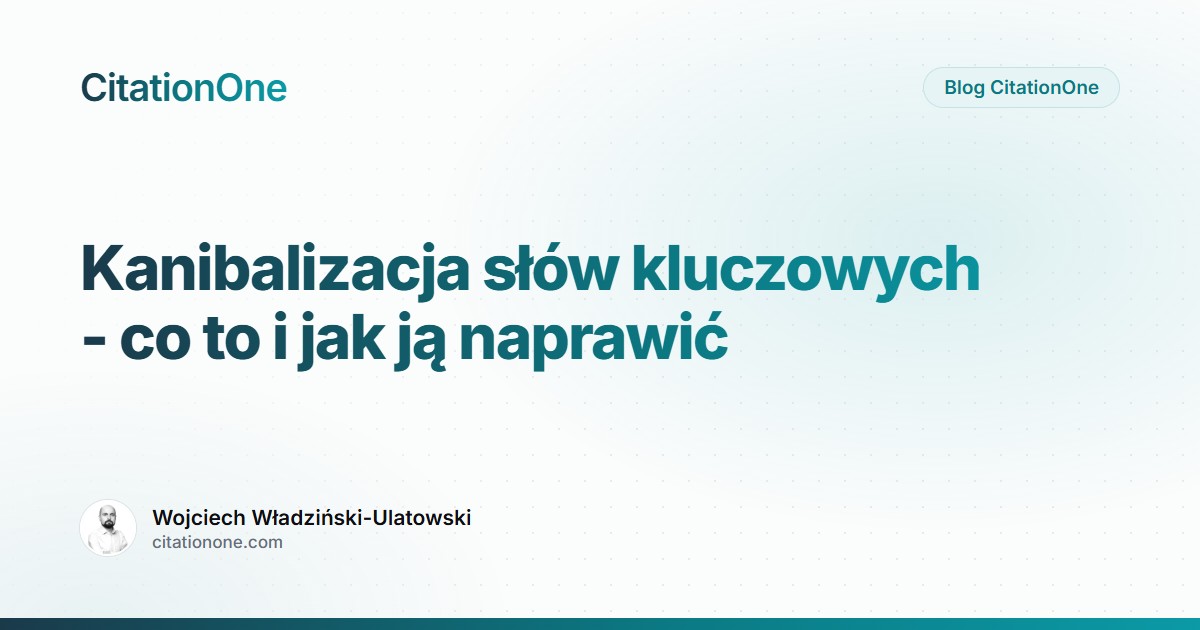 CitationOne
Blog CitationOne
Kanibalizacja słów kluczowych
- co to i jak ją naprawić
Wojciech Władziński-Ulatowski
citationone.com